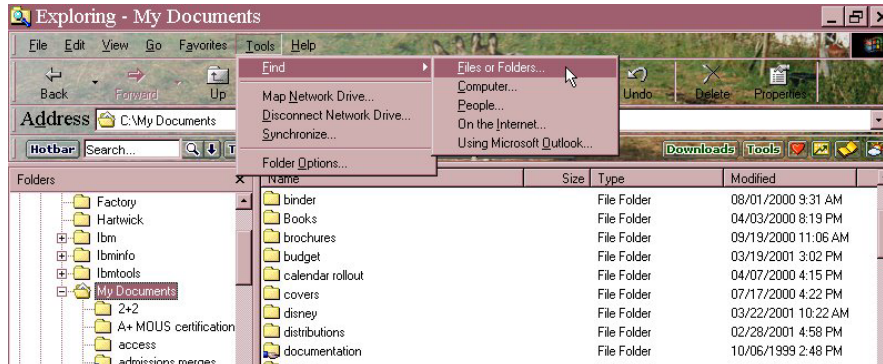 Exploring - My Documents
File Edit View Go Favorites Tools Help
Back Forward Up Undo Delete Properties
Find
Map Network Drive...
Disconnect Network Drive...
Synchronize...
Folder Options...
Files or Folders...
Computer...
People...
On the Internet...
Using Microsoft Outlook...
Address C:\My Documents
Hotbar Search... Downloads Tools
Folders x
Name Size Type Modified
Factory
Hartwick
Ibm
Ibminfo
Ibmtools
My Documents
2+2
A+ MOUS certification
access
admissions merges
binder File Folder 08/01/2000 9:31 AM
Books File Folder 04/03/2000 8:19 PM
brochures File Folder 09/19/2000 11:06 AM
budget File Folder 03/19/2001 3:02 PM
calendar rollout File Folder 04/07/2000 4:15 PM
covers File Folder 07/17/2000 4:22 PM
disney File Folder 03/22/2001 10:22 AM
distributions File Folder 02/28/2001 4:58 PM
documentation File Folder 10/06/1999 2:48 PM